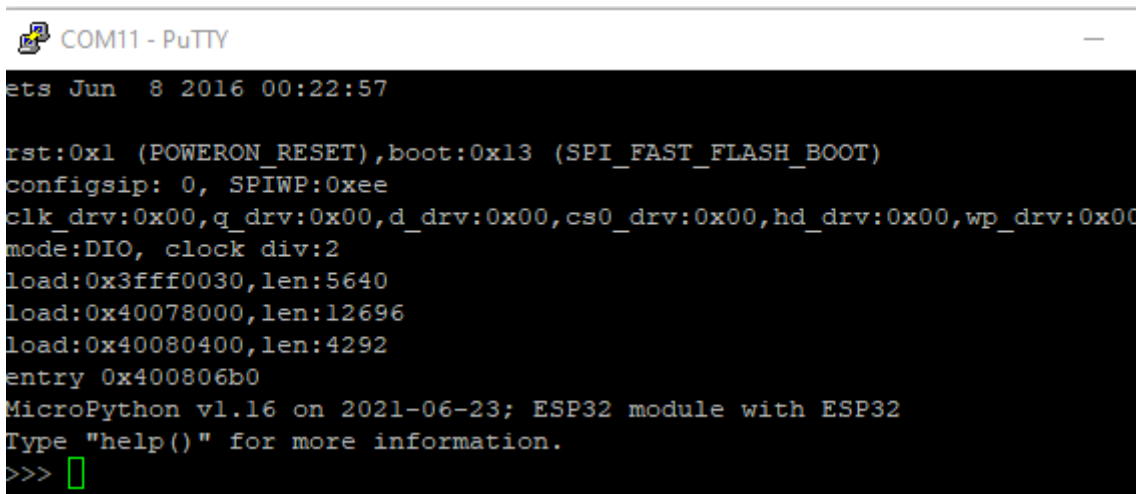 COM11 - PuTTY
ets Jun  8 2016 00:22:57
rst:0x1 (POWERON_RESET),boot:0x13 (SPI_FAST_FLASH_BOOT)
configsip: 0, SPIWP:0xee
clk_drv:0x00,q_drv:0x00,d_drv:0x00,cs0_drv:0x00,hd_drv:0x00,wp_drv:0x00
mode:DIO, clock div:2
load:0x3fff0030,len:5640
load:0x40078000,len:12696
load:0x40080400,len:4292
entry 0x400806b0
MicroPython v1.16 on 2021-06-23; ESP32 module with ESP32
Type "help()" for more information.
>>>